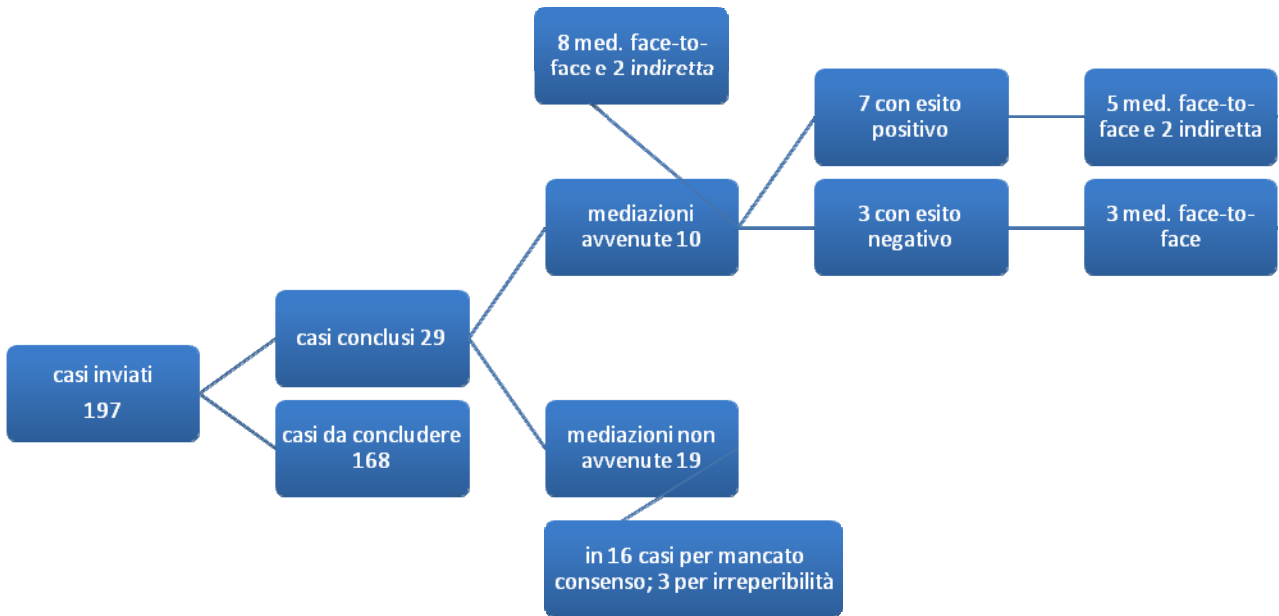 8 med. face-to-
face e 2 indiretta
7 con esito
positivo
5 med. face-to-
face e 2 indiretta
mediazioni
avvenute 10
3 con esito
negativo
3 med. face-to-
face
casi conclusi 29
casi inviati
197
casi da concludere
168
mediazioni non
avvenute 19
in 16 casi per mancato
consenso; 3 per irreperibilità